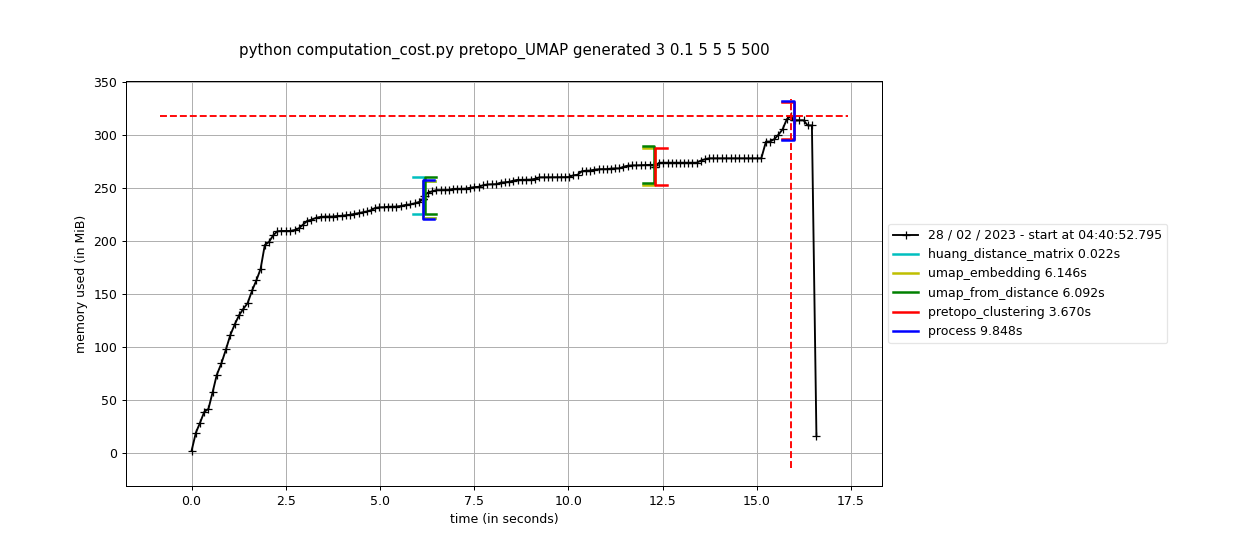 python computation_cost.py pretopo_UMAP generated 3 0.1 5 5 5 500
350
300
250
200
150
100
50
0
memory used (in MiB)
0.0 2.5 5.0 7.5 10.0 12.5 15.0 17.5
time (in seconds)
28 / 02 / 2023 - start at 04:40:52.795
huang_distance_matrix 0.022s
umap_embedding 6.146s
umap_from_distance 6.092s
pretopo_clustering 3.670s
process 9.848s